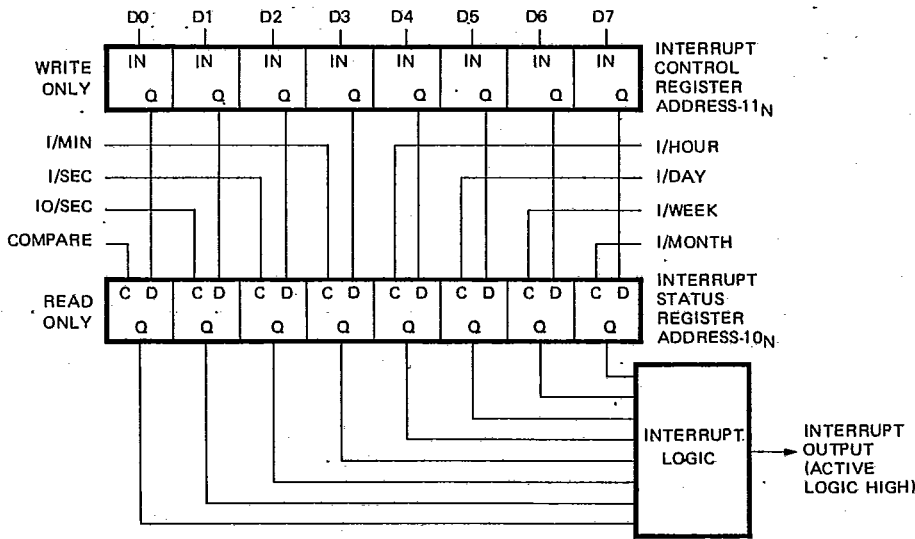 D0 D1 D2 D3 D4 D5 D6 D7
WRITE
ONLY
IN IN IN IN IN IN IN IN
Q Q Q Q Q Q Q Q
INTERRUPT
CONTROL
REGISTER
ADDRESS-11N
I/MIN
I/SEC
IO/SEC
COMPARE
I/HOUR
I/DAY
I/WEEK
I/MONTH
READ
ONLY
C D C D C D C D C D C D C D C D
Q Q Q Q Q Q Q Q
INTERRUPT
STATUS
REGISTER
ADDRESS-10N
INTERRUPT
LOGIC
INTERRUPT
OUTPUT
(ACTIVE
LOGIC HIGH)